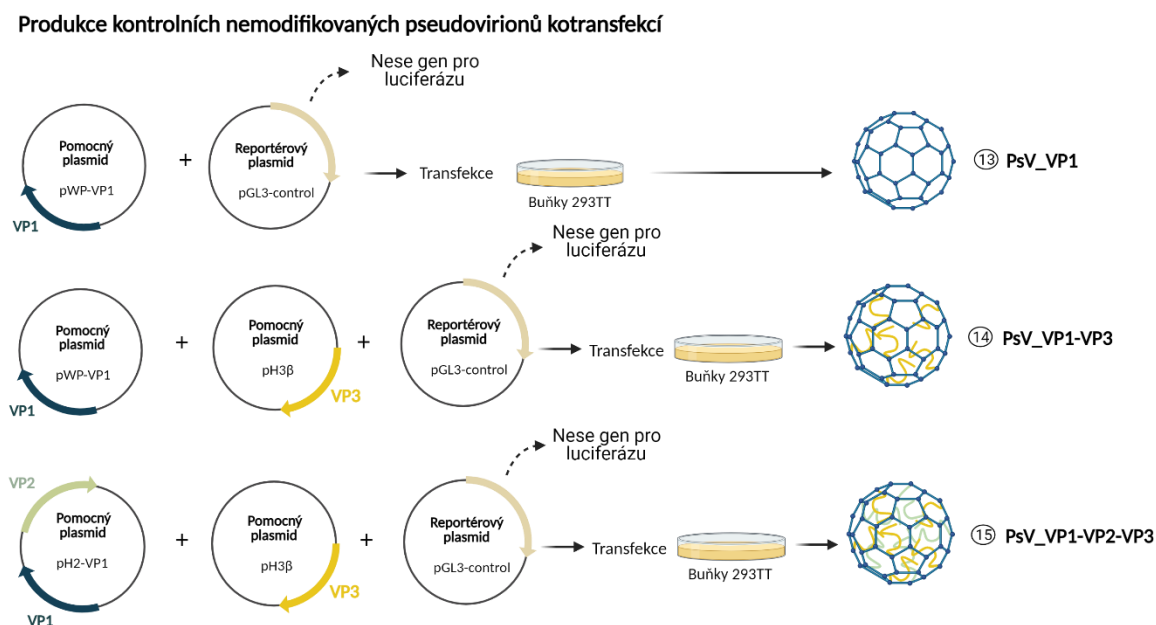 Produkce kontrolních nemodifikovaných pseudovirionů kotransfekcí
Nese gen pro
luciferázu
Pomocný
plasmid
pWP-VP1
VP1
+
Reportérový
plasmid
pGL3-control
Transfekce
Buňky 293TT
13 PsV_VP1
Nese gen pro
luciferázu
Pomocný
plasmid
pWP-VP1
VP1
+
Pomocný
plasmid
pH3β
VP3
+
Reportérový
plasmid
pGL3-control
Transfekce
Buňky 293TT
14 PsV_VP1-VP3
Nese gen pro
luciferázu
VP2
Pomocný
plasmid
pH2-VP1
VP1
+
Pomocný
plasmid
pH3β
VP3
+
Reportérový
plasmid
pGL3-control
Transfekce
Buňky 293TT
15 PsV_VP1-VP2-VP3